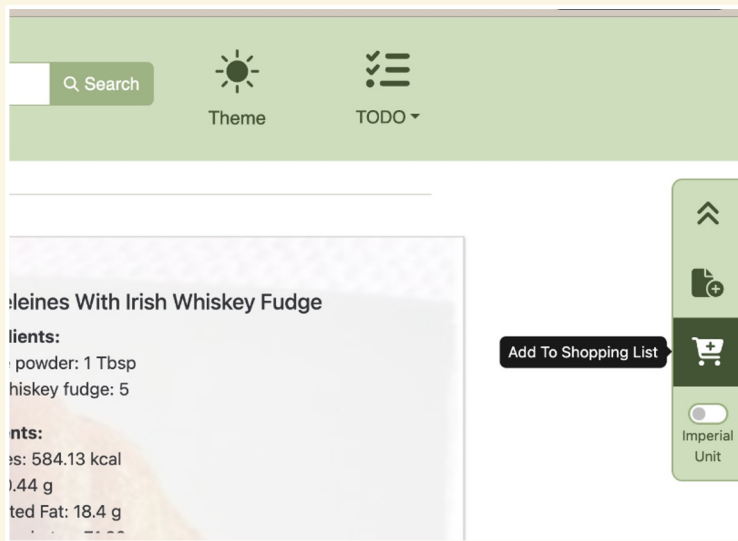 Search
Theme
TODO
eleines With Irish Whiskey Fudge
lients:
powder: 1 Tbsp
hiskey fudge: 5
Add To Shopping List
nts:
es: 584.13 kcal
.44 g
ted Fat: 18.4 g
Imperial
Unit